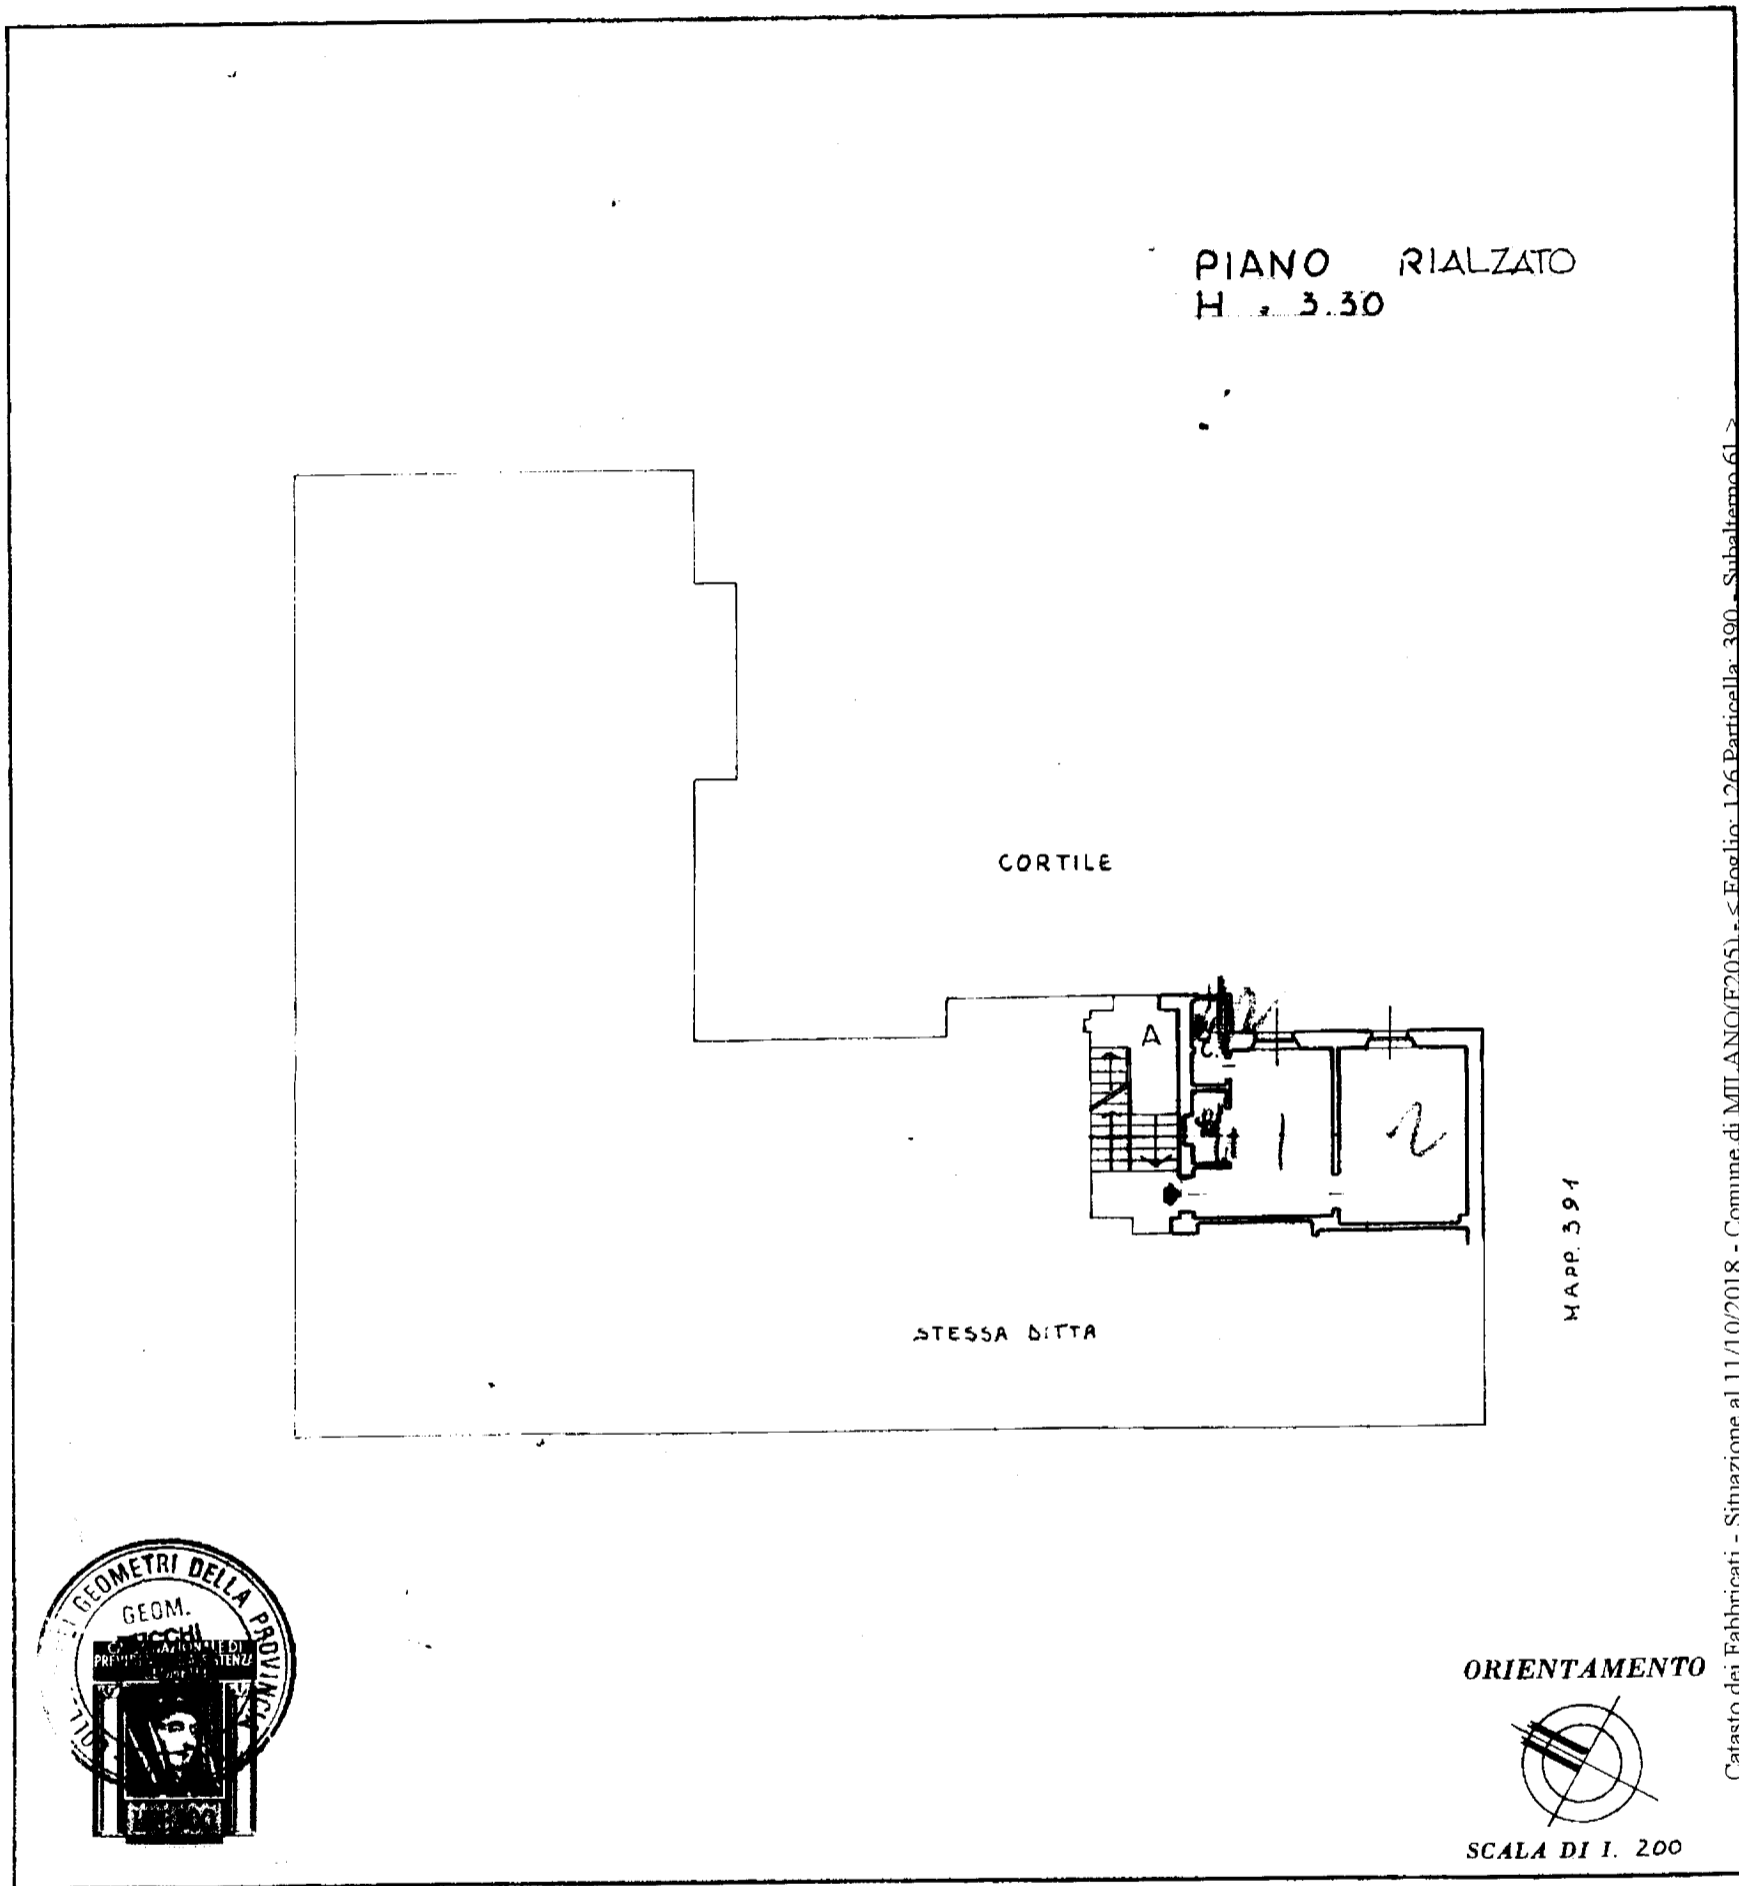 PIANO RIALZATO
H = 3.30
CORTILE
A
C.
1
2
MAPP. 391
STESSA DITTA
Catasto dei Fabbricati - Situazione al 11/10/2018 - Comune di MILANO(F205) - < Foglio: 126 Particella: 390 - Subalterno 61 >
GEOMETRI DELLA PROVINCI
GEOM.
ORIENTAMENTO
SCALA DI 1. 200